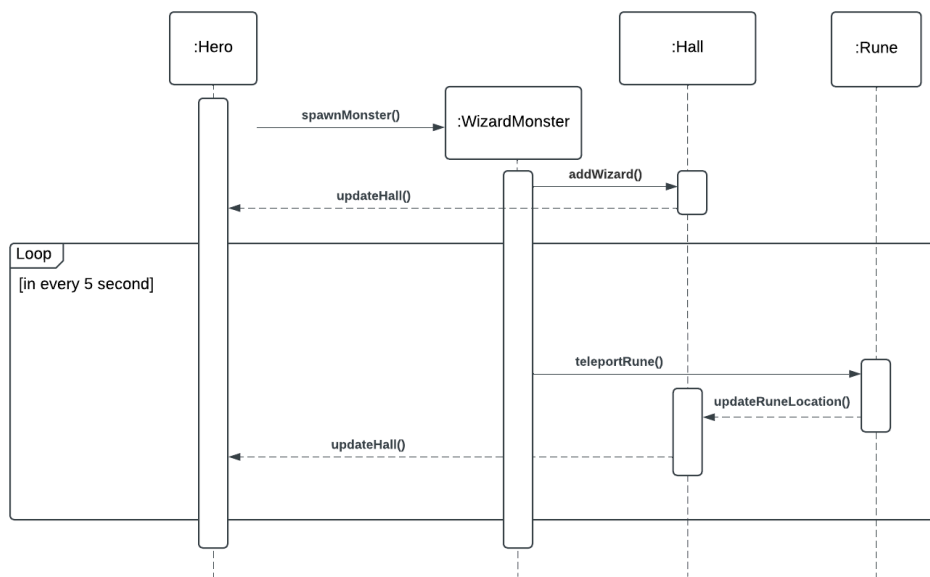 :Hero
:Hall
:Rune
spawnMonster()
:WizardMonster
addWizard()
updateHall()
Loop
[in every 5 second]
teleportRune()
updateRuneLocation()
updateHall()